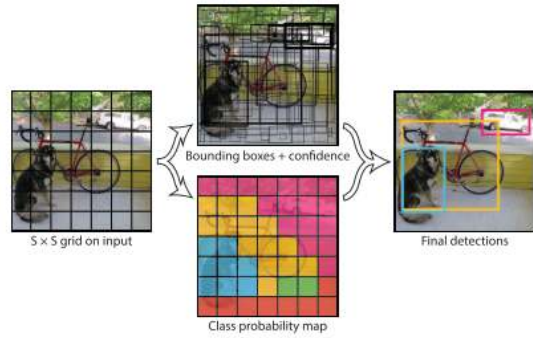 Bounding boxes + confidence
S × S grid on input
Final detections
Class probability map